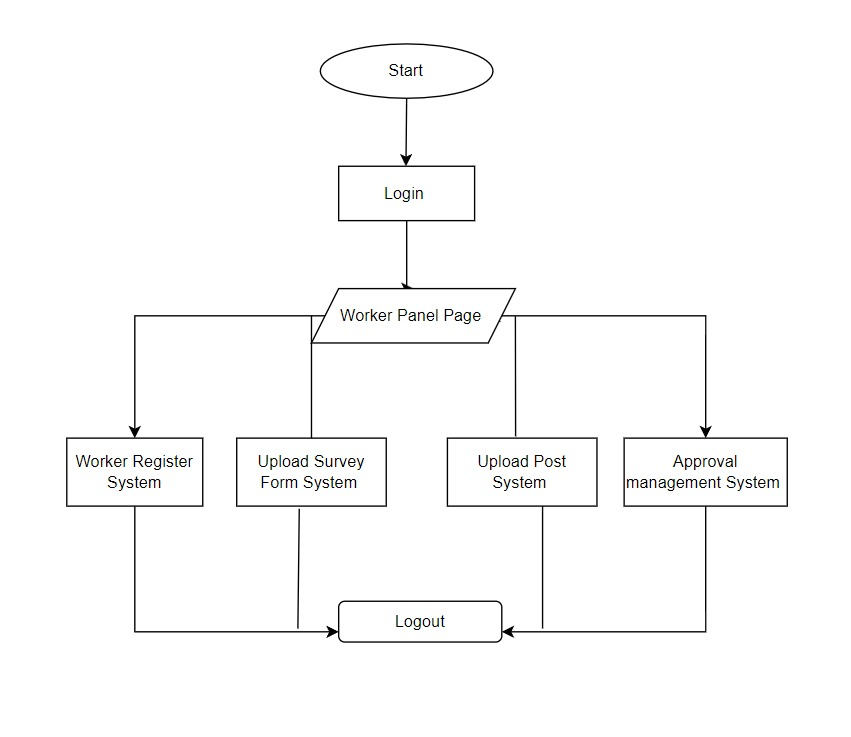 Start
Login
Worker Panel Page
Worker Register
System
Upload Survey
Form System
Upload Post
System
Approval
management System
Logout